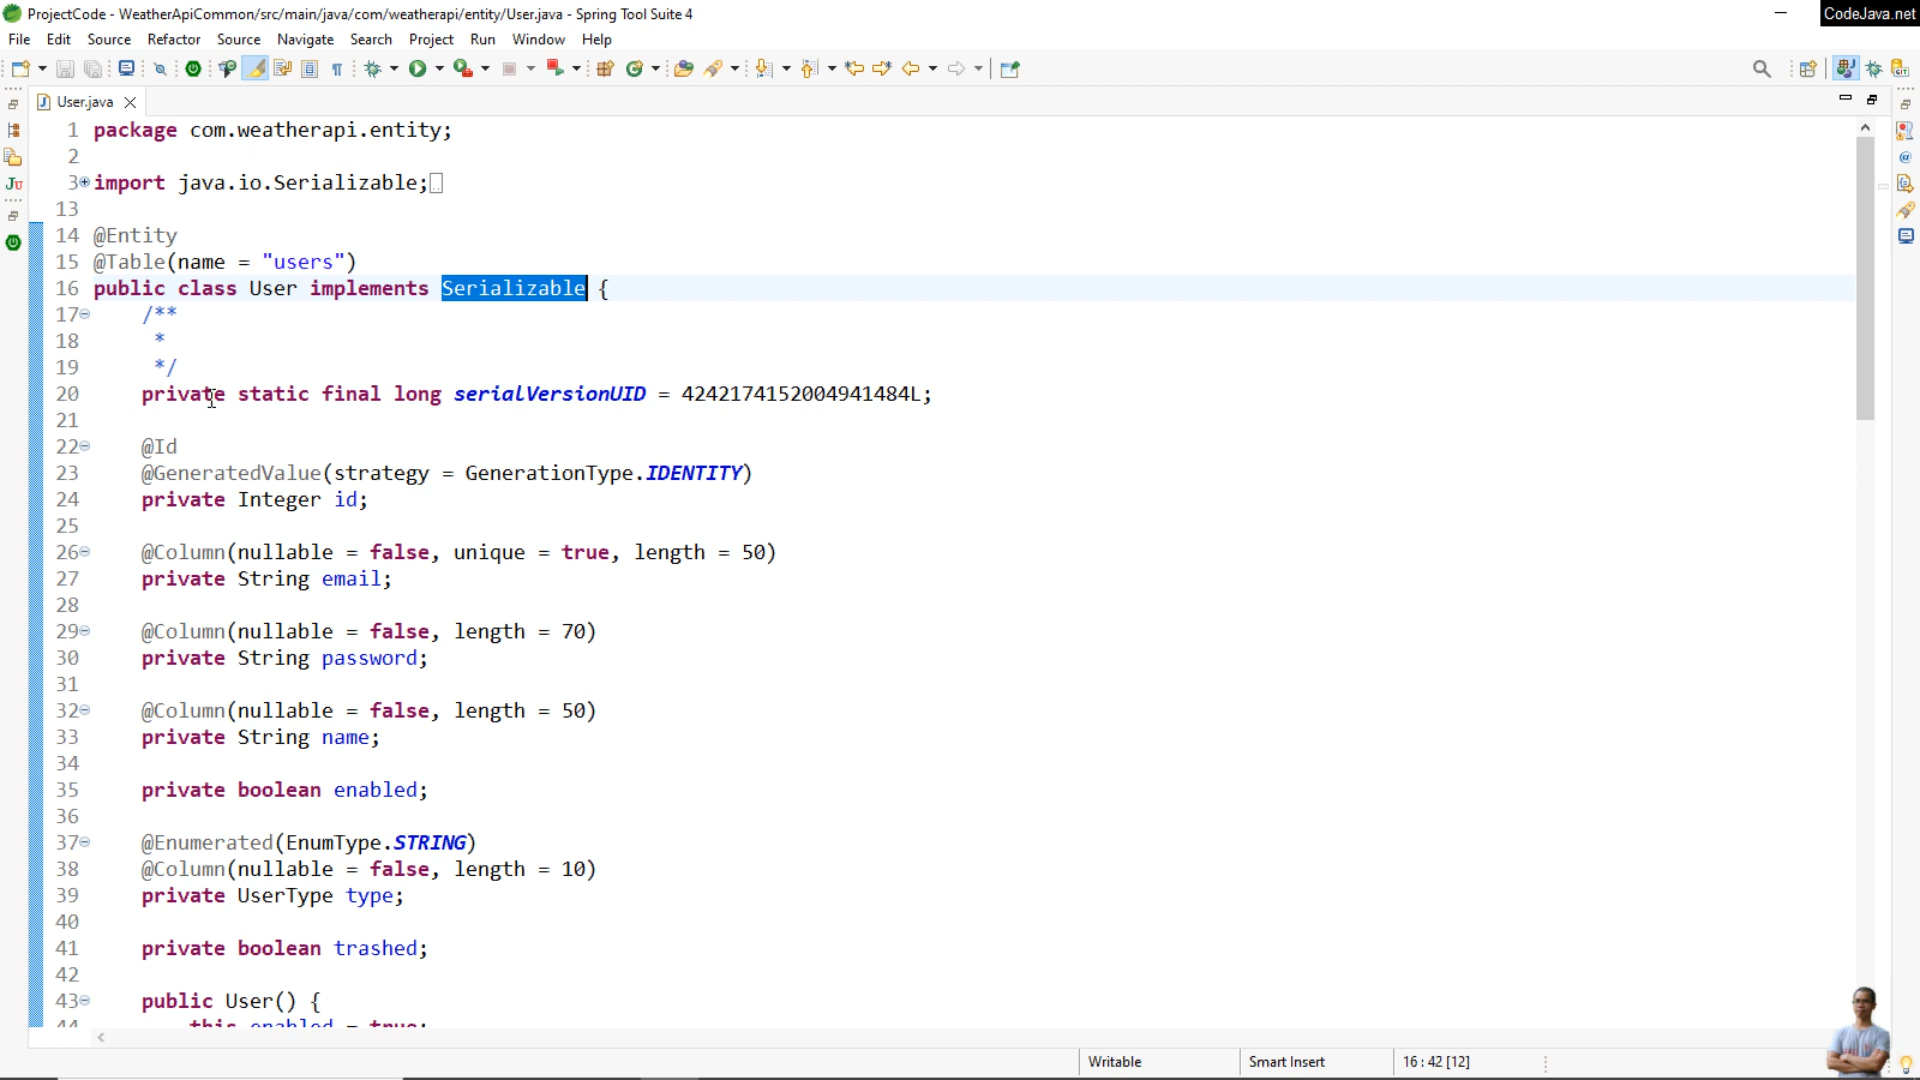 ProjectCode - WeatherApiCommon/src/main/java/com/weatherapi/entity/User.java - Spring Tool Suite 4
CodeJava.net
File Edit Source Refactor Source Navigate Search Project Run Window Help
User.java
1 package com.weatherapi.entity;
2
3 import java.io.Serializable;
13
14 @Entity
15 @Table(name = "users")
16 public class User implements Serializable {
17 /**
18 *
19 */
20 private static final long serialVersionUID = 4242174152004941484L;
21
22 @Id
23 @GeneratedValue(strategy = GenerationType.IDENTITY)
24 private Integer id;
25
26 @Column(nullable = false, unique = true, length = 50)
27 private String email;
28
29 @Column(nullable = false, length = 70)
30 private String password;
31
32 @Column(nullable = false, length = 50)
33 private String name;
34
35 private boolean enabled;
36
37 @Enumerated(EnumType.STRING)
38 @Column(nullable = false, length = 10)
39 private UserType type;
40
41 private boolean trashed;
42
43 public User() {
44 this enabled = true;
Writable Smart Insert 16 : 42 [12]